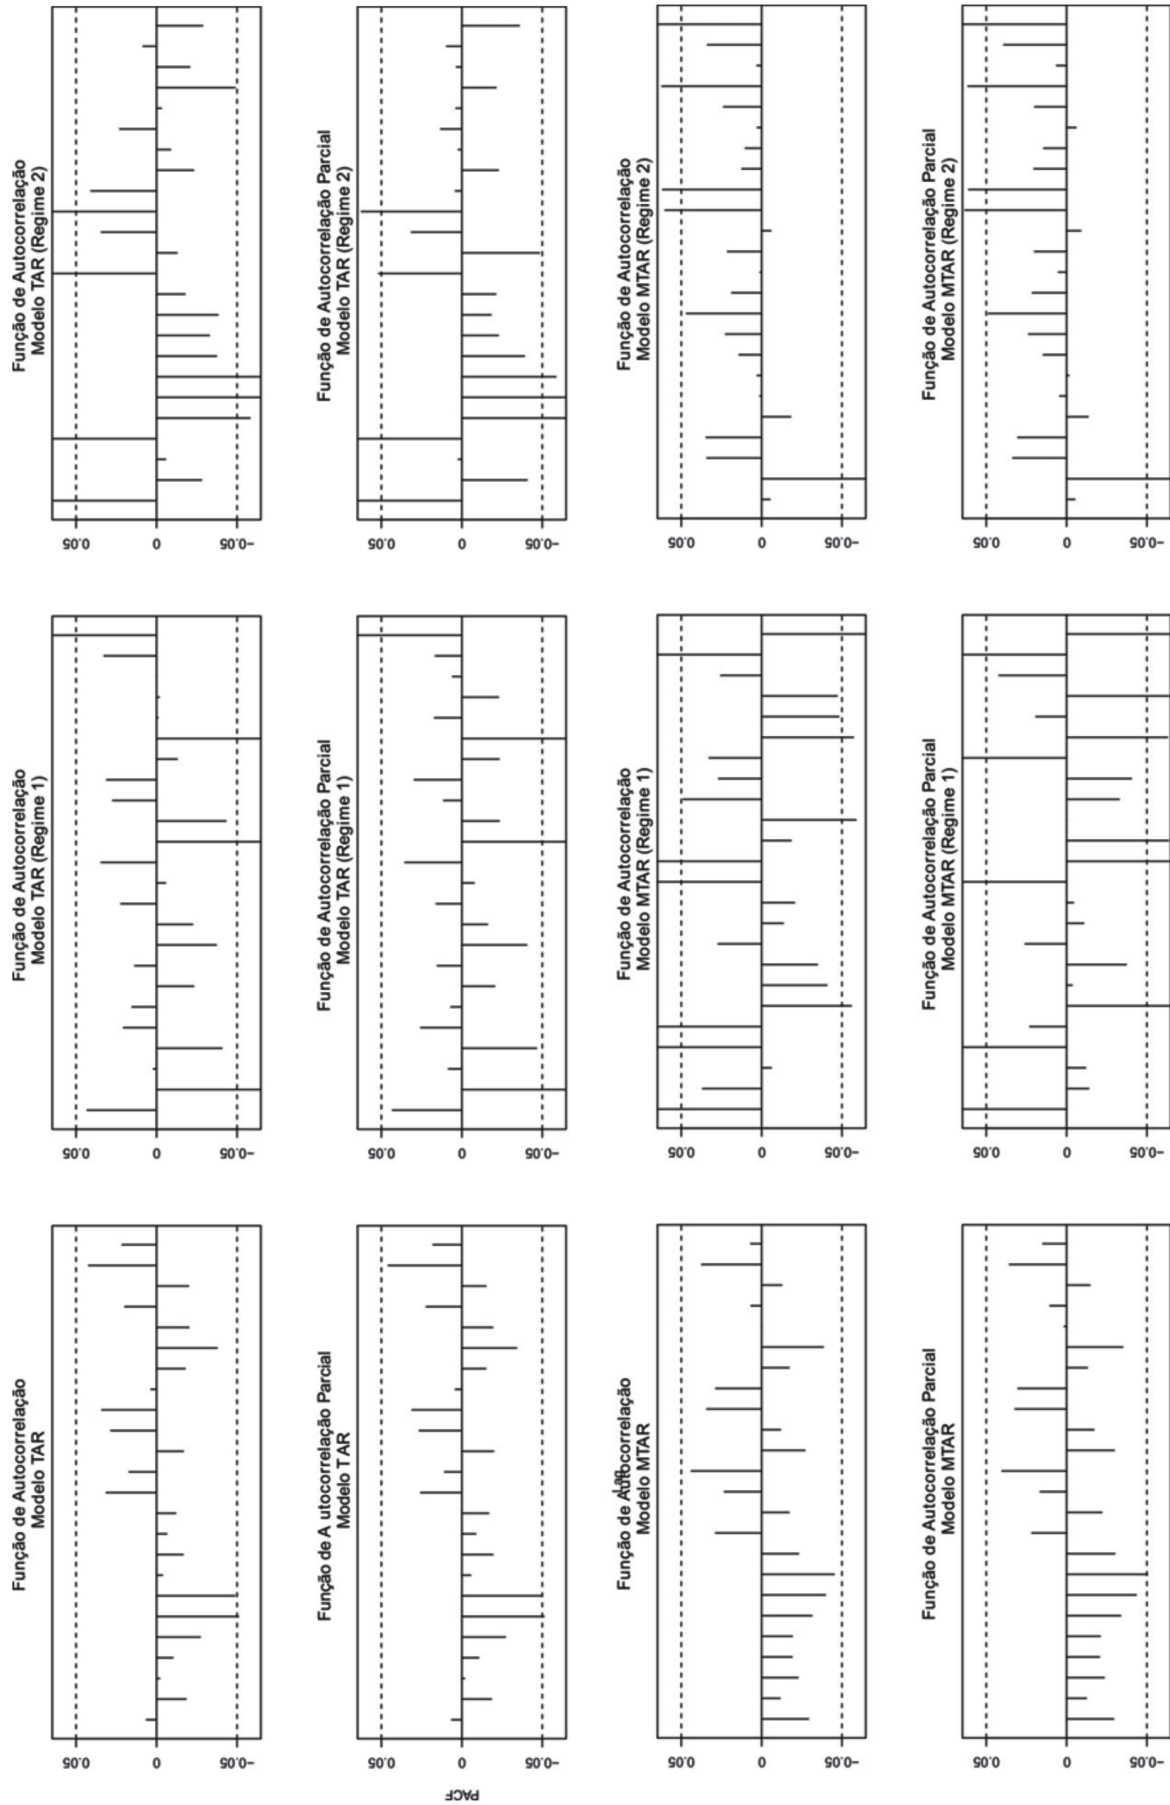 Função de Autocorrelação
Modelo TAR
0.05
0
-0.05
Função de Autocorrelação
Modelo TAR (Regime 1)
0.05
0
-0.05
Função de Autocorrelação
Modelo TAR (Regime 2)
0.05
0
-0.05
Função de A utocorrelação Parcial
Modelo T AR
PACF
0.05
0
-0.05
Função de Autocorrelação Parcial
Modelo TAR (Regime 1)
0.05
0
-0.05
Função de Autocorrelação Parcial
Modelo TAR (Regime 2)
0.05
0
-0.05
Lag
Função de Autocorrelação
Modelo MTAR
0.05
0
-0.05
Função de Autocorrelação
Modelo MTAR (Regime 1)
0.05
0
-0.05
Função de Autocorrelação
Modelo MTAR (Regime 2)
0.05
0
-0.05
Função de Autocorrelação Parcial
Modelo MTAR
0.05
0
-0.05
Função de Autocorrelação Parcial
Modelo MTAR (Regime 1)
0.05
0
-0.05
Função de Autocorrelação Parcial
Modelo MTAR (Regime 2)
0.05
0
-0.05